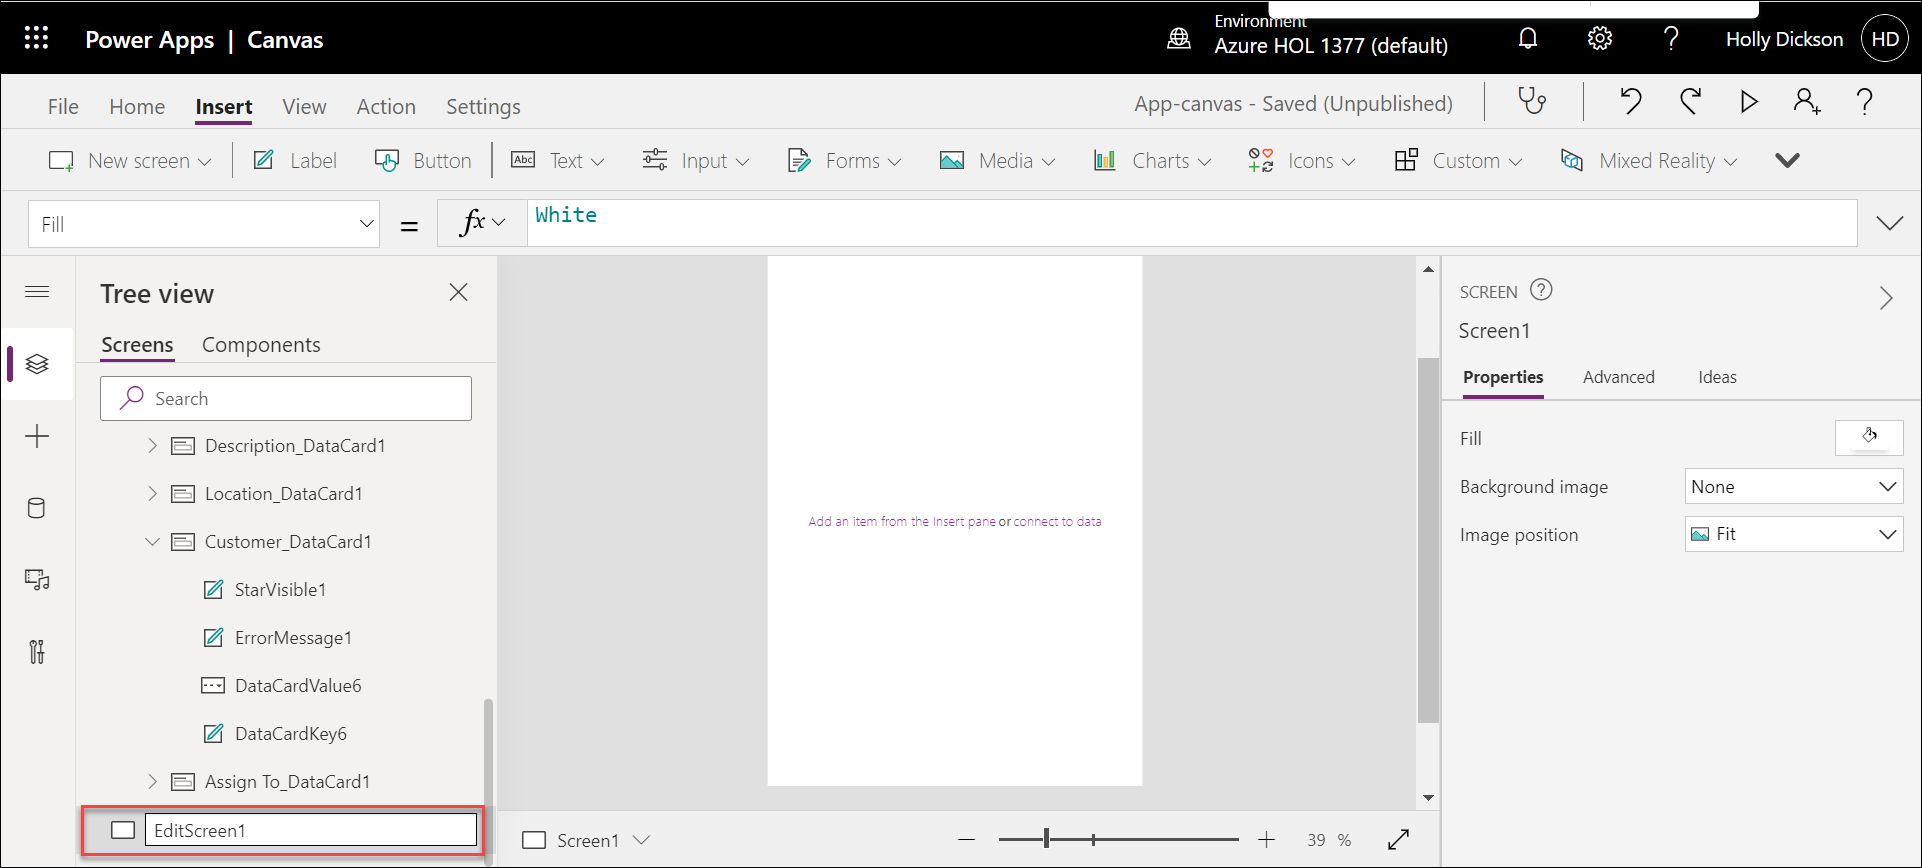 Power Apps | Canvas
Environment
Azure HOL 1377 (default)
?
Holly Dickson
HD
File Home Insert View Action Settings
App-canvas - Saved (Unpublished)
?
New screen Label Button Abc Text Input Forms Media Charts Icons Custom Mixed Reality
Fill
=
fx
White
Tree view
Screens Components
Search
Description_DataCard1
Location_DataCard1
Customer_DataCard1
StarVisible1
ErrorMessage1
DataCardValue6
DataCardKey6
Assign To_DataCard1
EditScreen1
Add an item from the Insert pane or connect to data
Screen1
39 %
SCREEN ?
Screen1
Properties Advanced Ideas
Fill
Background image None
Image position Fit